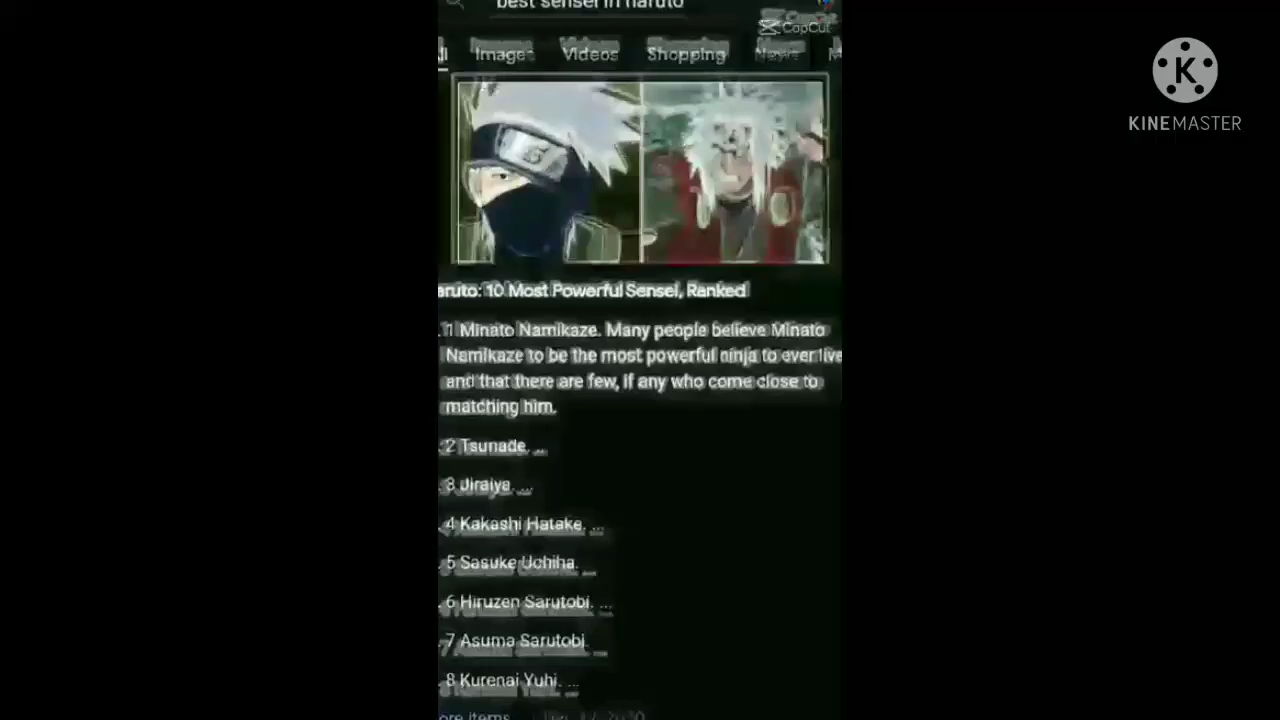 best sensei in naruto
CapCut
KINEMASTER
Images Videos Shopping News
aruto: 10 Most Powerful Sensei, Ranked
1 Minato Namikaze. Many people believe Minato
Namikaze to be the most powerful ninja to ever live
and that there are few, if any who come close to
matching him.
2 Tsunade. ...
3 Jiraiya. ...
4 Kakashi Hatake. ...
5 Sasuke Uchiha. ...
6 Hiruzen Sarutobi. ...
7 Asuma Sarutobi. ...
8 Kurenai Yuhi. ...
ore items